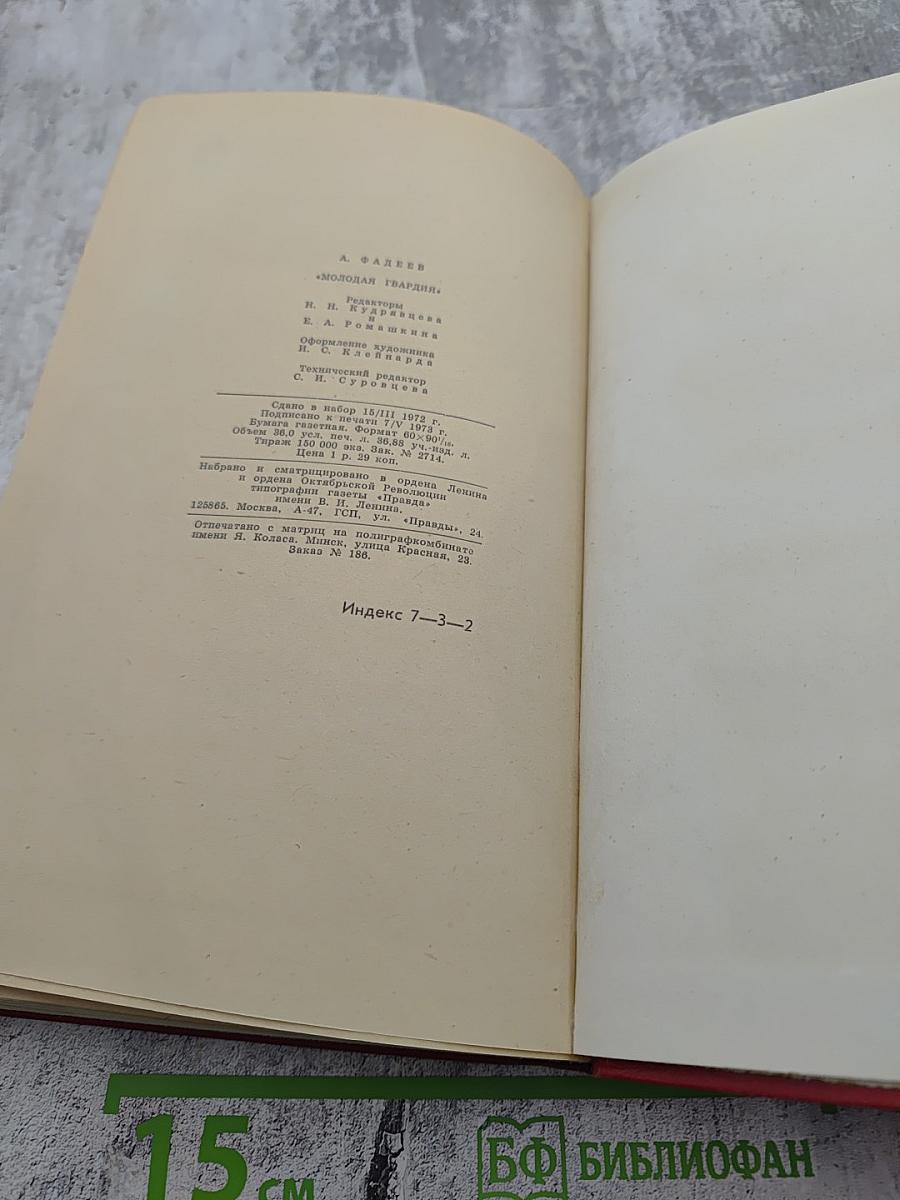 А. ФАДЕЕВ
«МОЛОДАЯ ГВАРДИЯ»
Редакторы
Н. Н. Кудрявцева
и
Е. А. Ромашкина
Оформление художника
И. С. Клейнарда
Технический редактор
С. И. Суровцева
Сдано в набор 15/III 1972 г.
Подписано к печати 7/V 1973 г.
Бумага газетная. Формат 60×90¹/₁₆.
Объем 36,0 усл. печ. л. 36,88 уч.-изд. л.
Тираж 150 000 экз. Зак. № 2714.
Цена 1 р. 29 коп.
Набрано и сматрицировано в ордена Ленина
и ордена Октябрьской Революции
типографии газеты «Правда»
имени В. И. Ленина.
125865. Москва, А-47, ГСП, ул. «Правды», 24.
Отпечатано с матриц на полиграфкомбинате
имени Я. Коласа. Минск, улица Красная, 23.
Заказ № 186.
Индекс 7—3—2
15 см
БФ БИБЛИОФАН